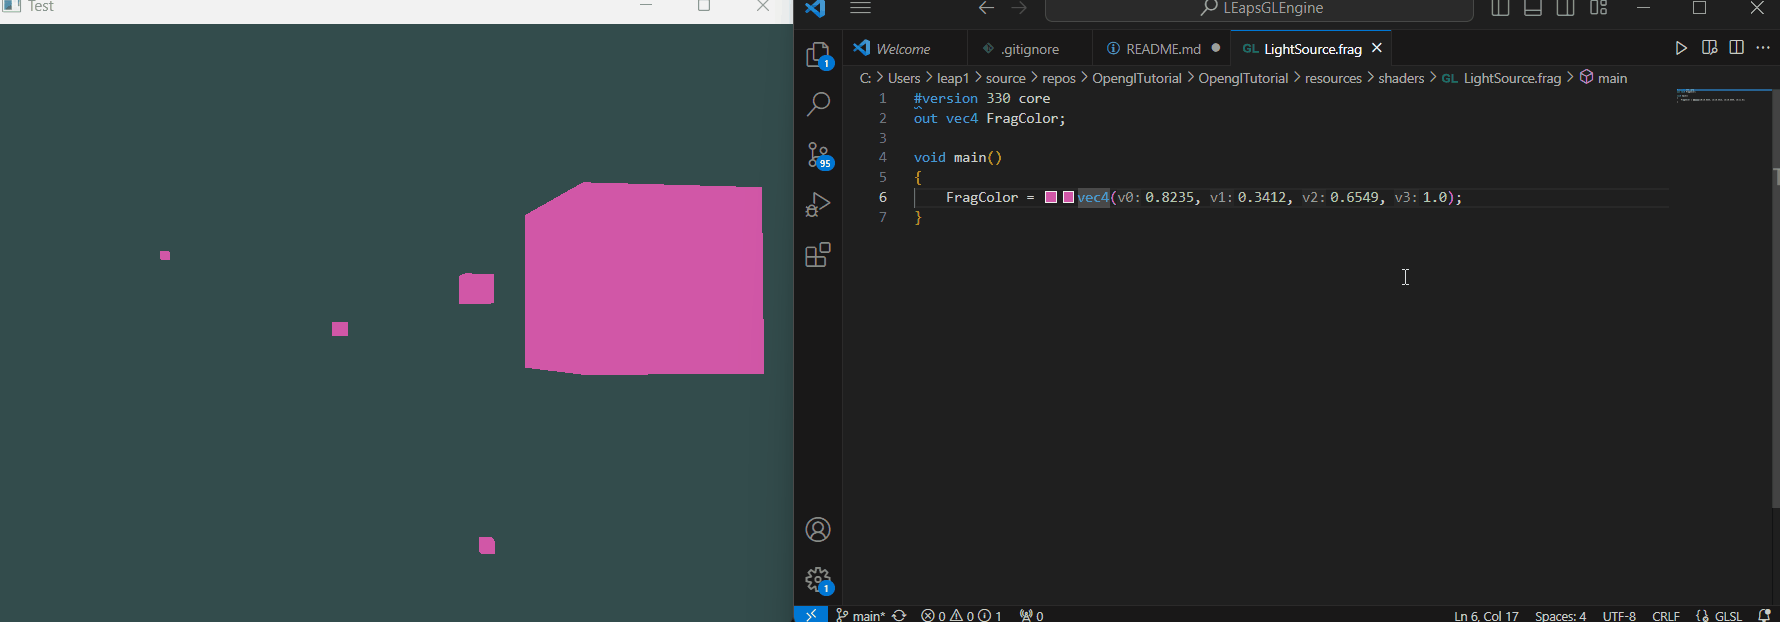 Test
LEapsGLEngine
Welcome
.gitignore
README.md
GL LightSource.frag
C: > Users > leap1 > source > repos > OpenglTutorial > OpenglTutorial > resources > shaders > GL LightSource.frag > main
1 #version 330 core
2 out vec4 FragColor;
3
4 void main()
5 {
6 FragColor = vec4(v0: 0.8235, v1: 0.3412, v2: 0.6549, v3: 1.0);
7 }
1
95
1
main* 0 0 1 0 Ln 6, Col 17 Spaces: 4 UTF-8 CRLF {} GLSL